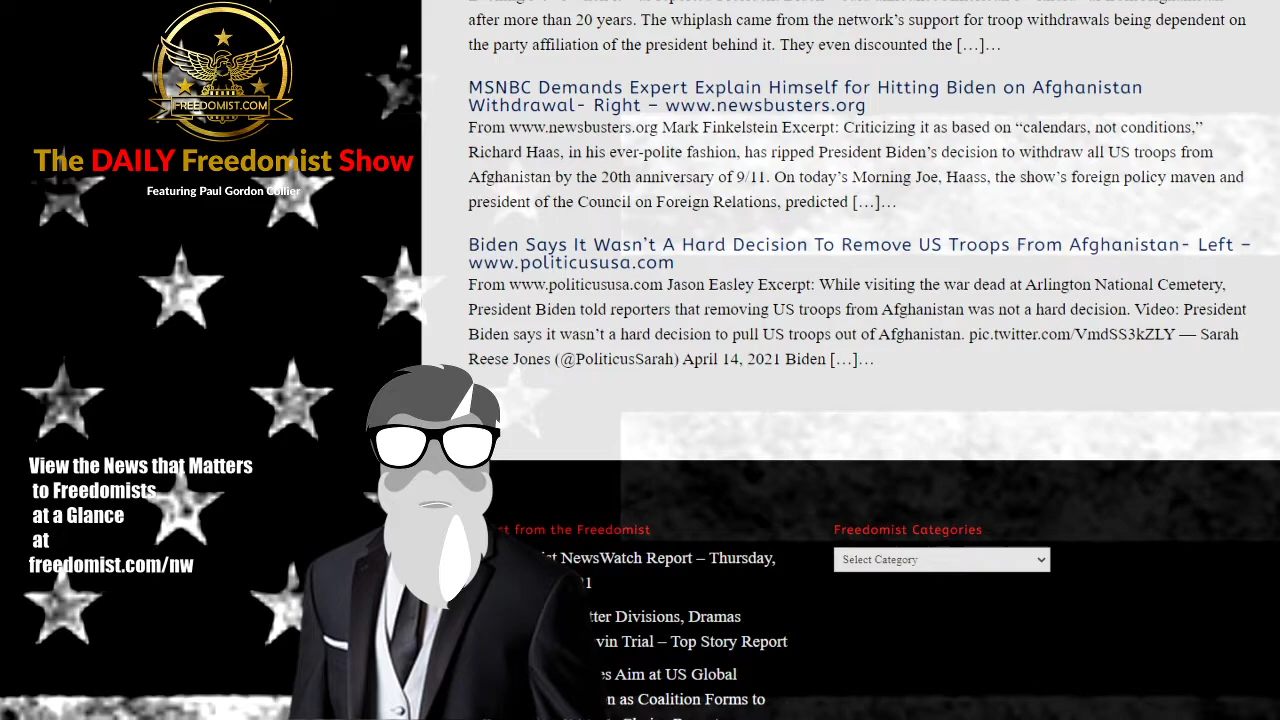 FREEDOMIST.COM
The DAILY Freedomist Show
Featuring Paul Gordon Collier
View the News that Matters
to Freedomists
at a Glance
at
freedomist.com/nw
after more than 20 years. The whiplash came from the network’s support for troop withdrawals being dependent on
the party affiliation of the president behind it. They even discounted the […]…
MSNBC Demands Expert Explain Himself for Hitting Biden on Afghanistan
Withdrawal- Right – www.newsbusters.org
From www.newsbusters.org Mark Finkelstein Excerpt: Criticizing it as based on “calendars, not conditions,”
Richard Haas, in his ever-polite fashion, has ripped President Biden’s decision to withdraw all US troops from
Afghanistan by the 20th anniversary of 9/11. On today’s Morning Joe, Haass, the show’s foreign policy maven and
president of the Council on Foreign Relations, predicted […]…
Biden Says It Wasn’t A Hard Decision To Remove US Troops From Afghanistan- Left –
www.politicususa.com
From www.politicususa.com Jason Easley Excerpt: While visiting the war dead at Arlington National Cemetery,
President Biden told reporters that removing US troops from Afghanistan was not a hard decision. Video: President
Biden says it wasn’t a hard decision to pull US troops out of Afghanistan. pic.twitter.com/VmdSS3kZLY — Sarah
Reese Jones (@PoliticusSarah) April 14, 2021 Biden […]…
from the Freedomist
NewsWatch Report – Thursday,
Divisions, Dramas
Trial – Top Story Report
Aim at US Global
as Coalition Forms to
Freedomist Categories
Select Category